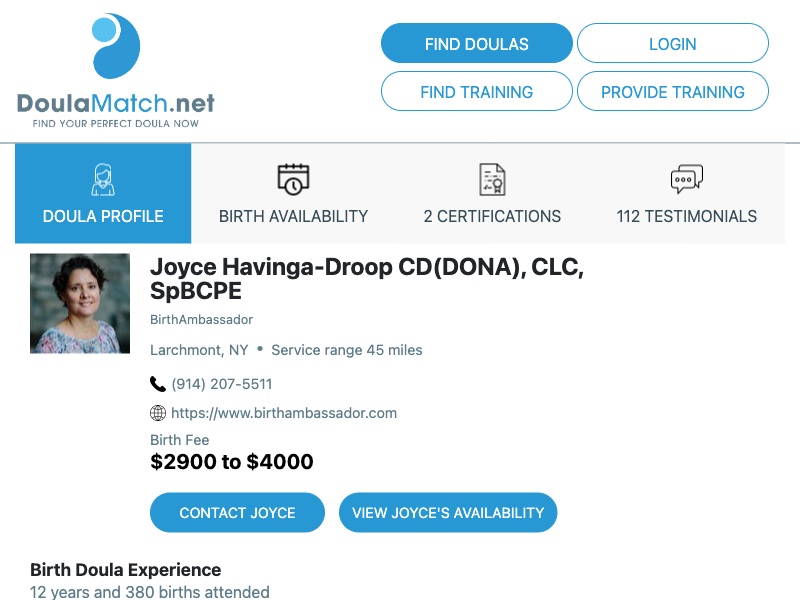 DoulaMatch.net
FIND YOUR PERFECT DOULA NOW
FIND DOULAS
LOGIN
FIND TRAINING
PROVIDE TRAINING
DOULA PROFILE
BIRTH AVAILABILITY
2 CERTIFICATIONS
112 TESTIMONIALS
Joyce Havinga-Droop CD(DONA), CLC,
SpBCPE
BirthAmbassador
Larchmont, NY • Service range 45 miles
(914) 207-5511
https://www.birthambassador.com
Birth Fee
$2900 to $4000
CONTACT JOYCE
VIEW JOYCE'S AVAILABILITY
Birth Doula Experience
12 years and 380 births attended